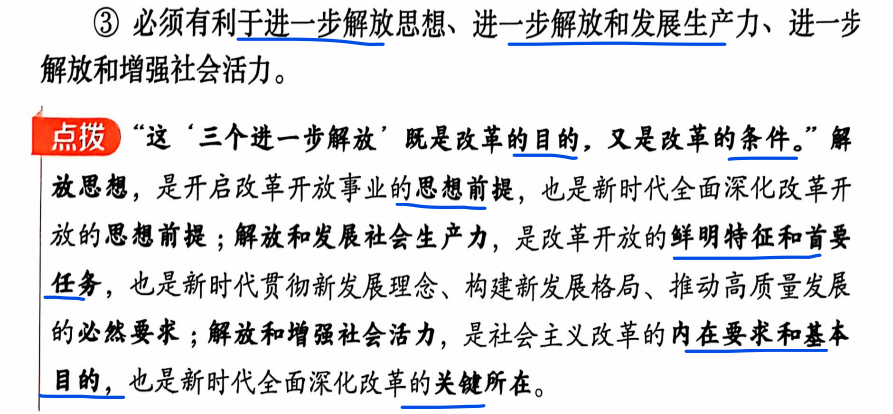 ③ 必须有利于进一步解放思想、进一步解放和发展生产力、进一步
解放和增强社会活力。
点拨 “这‘三个进一步解放’既是改革的目的，又是改革的条件。”解
放思想，是开启改革开放事业的思想前提，也是新时代全面深化改革开
放的思想前提；解放和发展社会生产力，是改革开放的鲜明特征和首要
任务，也是新时代贯彻新发展理念、构建新发展格局、推动高质量发展
的必然要求；解放和增强社会活力，是社会主义改革的内在要求和基本
目的，也是新时代全面深化改革的关键所在。